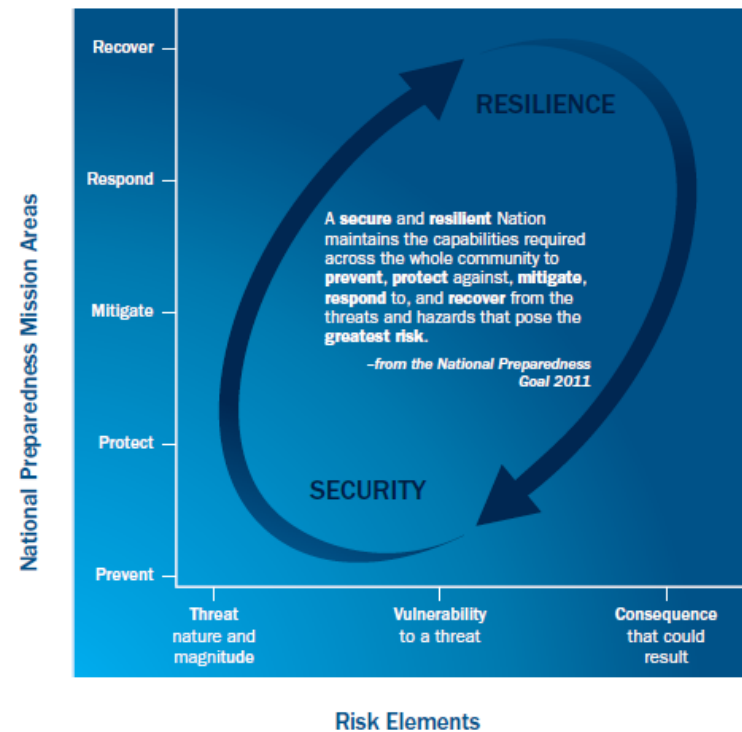 National Preparedness Mission Areas
Recover
Respond
Mitigate
Protect
Prevent
RESILIENCE
A secure and resilient Nation
maintains the capabilities required
across the whole community to
prevent, protect against, mitigate,
respond to, and recover from the
threats and hazards that pose the
greatest risk.
–from the National Preparedness
Goal 2011
SECURITY
Threat
nature and
magnitude
Vulnerability
to a threat
Consequence
that could
result
Risk Elements